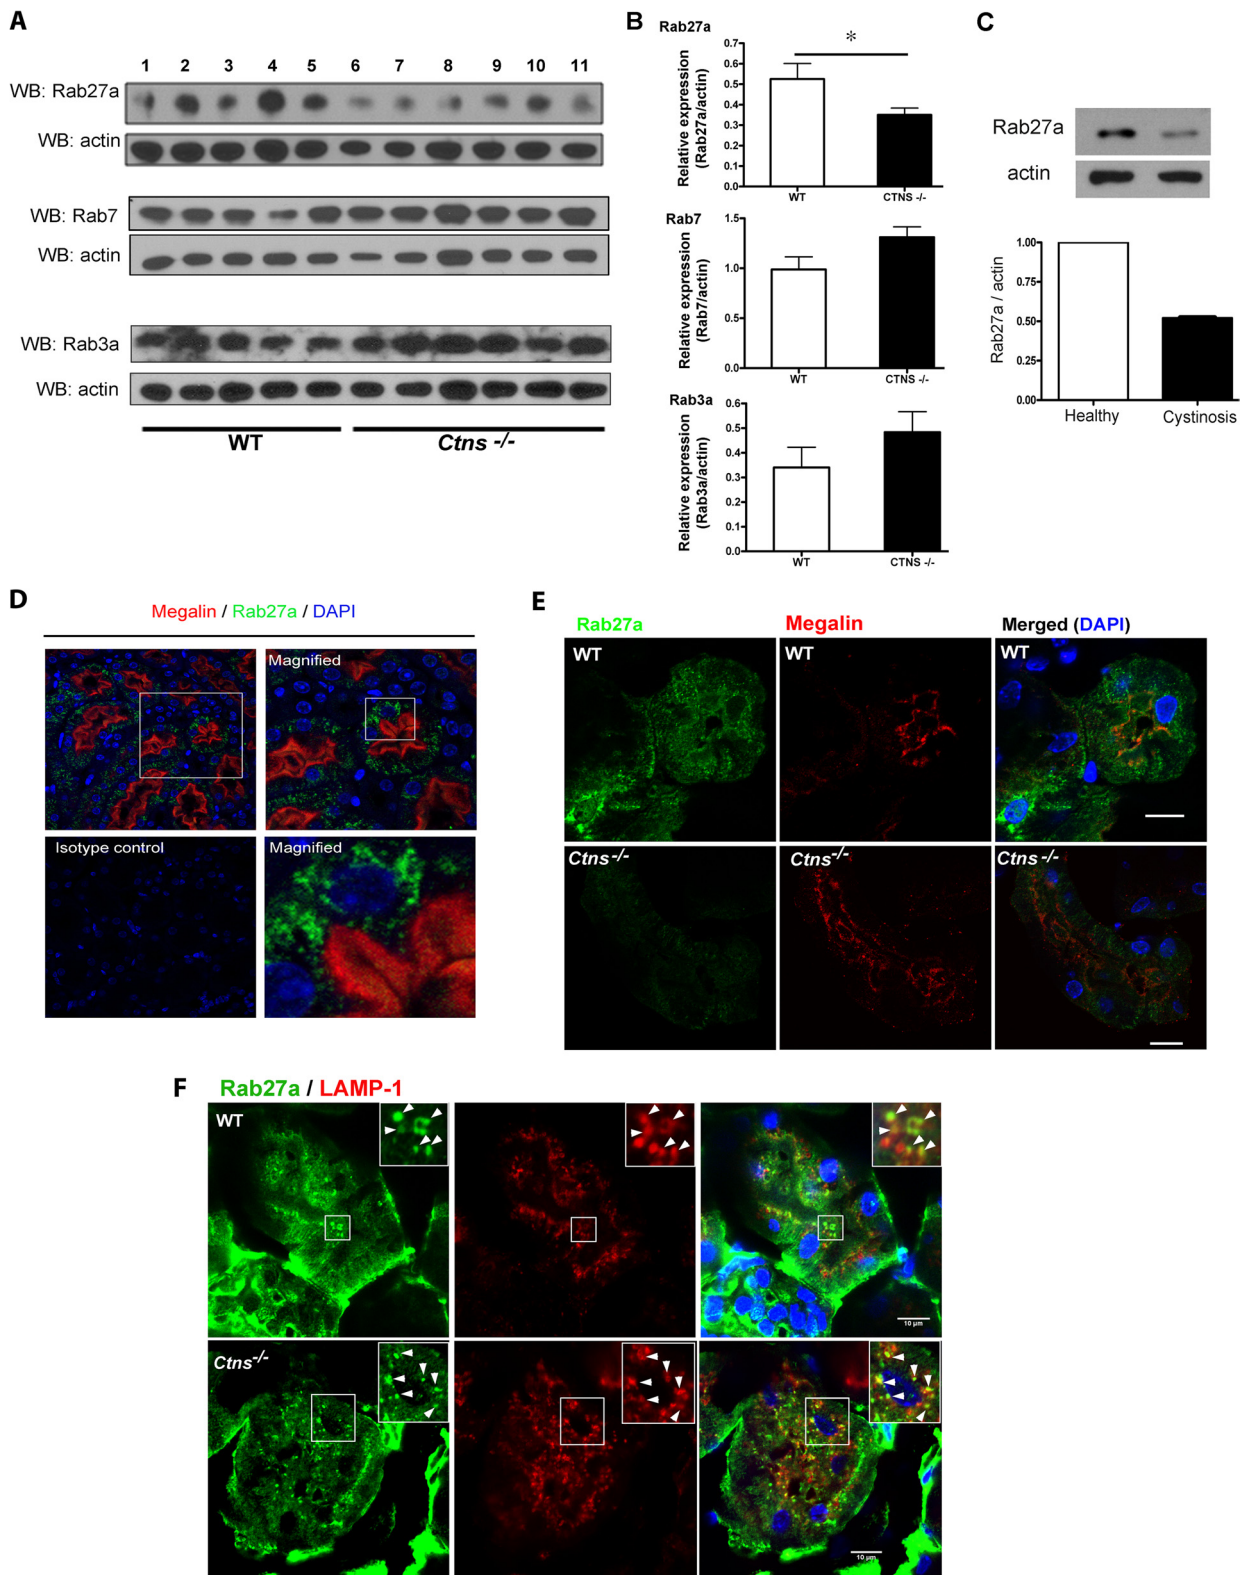 A
1 2 3 4 5 6 7 8 9 10 11
WB: Rab27a
WB: actin
WB: Rab7
WB: actin
WB: Rab3a
WB: actin
WT
Ctns -/-
B
Rab27a
*
Relative expression
(Rab27a/actin)
0.7
0.6
0.5
0.4
0.3
0.2
0.1
0.0
WT
CTNS -/-
Rab7
Relative expression
(Rab7/actin)
1.5
1.0
0.5
0.0
WT
CTNS -/-
Rab3a
Relative expression
(Rab3a/actin)
0.6
0.5
0.4
0.3
0.2
0.1
0.0
WT
CTNS -/-
C
Rab27a
actin
Rab27a / actin
1.00
0.75
0.50
0.25
0.00
Healthy
Cystinosis
D
Megalin / Rab27a / DAPI
Magnified
Isotype control
Magnified
E
Rab27a
Megalin
Merged (DAPI)
WT
WT
WT
Ctns-/-
Ctns-/-
Ctns-/-
F
Rab27a / LAMP-1
WT
10 µm
Ctns-/-
10 µm